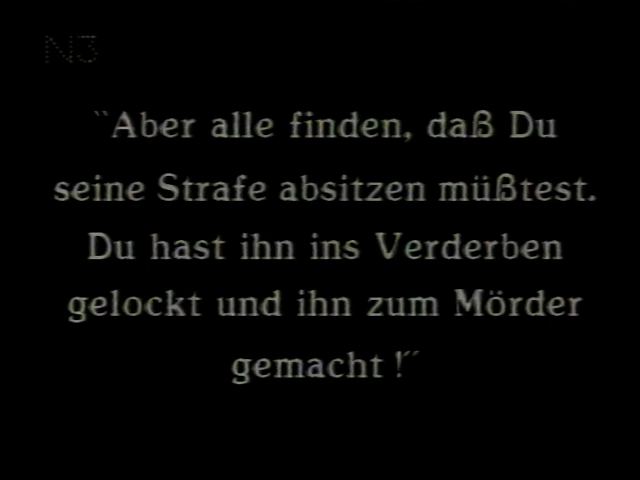 N3
"Aber alle finden, daß Du
seine Strafe absitzen müßtest.
Du hast ihn ins Verderben
gelockt und ihn zum Mörder
gemacht !"